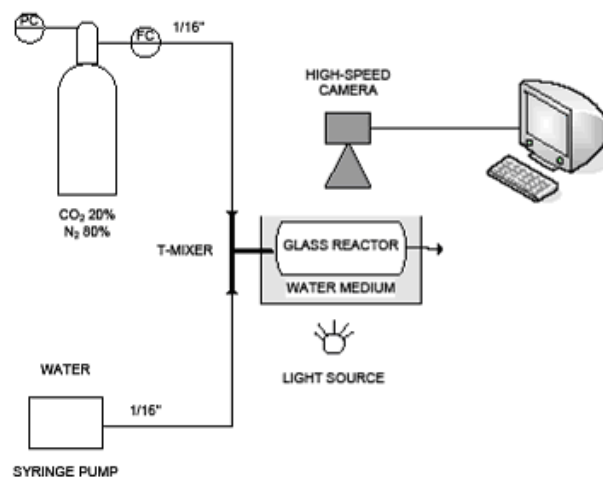 PC
FC
1/16"
HIGH-SPEED
CAMERA
CO₂ 20%
N₂ 80%
T-MIXER
GLASS REACTOR
WATER MEDIUM
WATER
LIGHT SOURCE
1/16"
SYRINGE PUMP